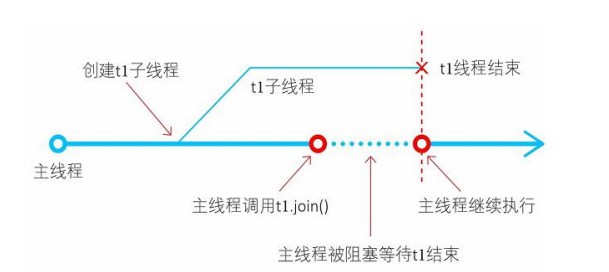 创建t1子线程
t1线程结束
t1子线程
主线程
主线程调用t1.join()
主线程继续执行
主线程被阻塞等待t1结束